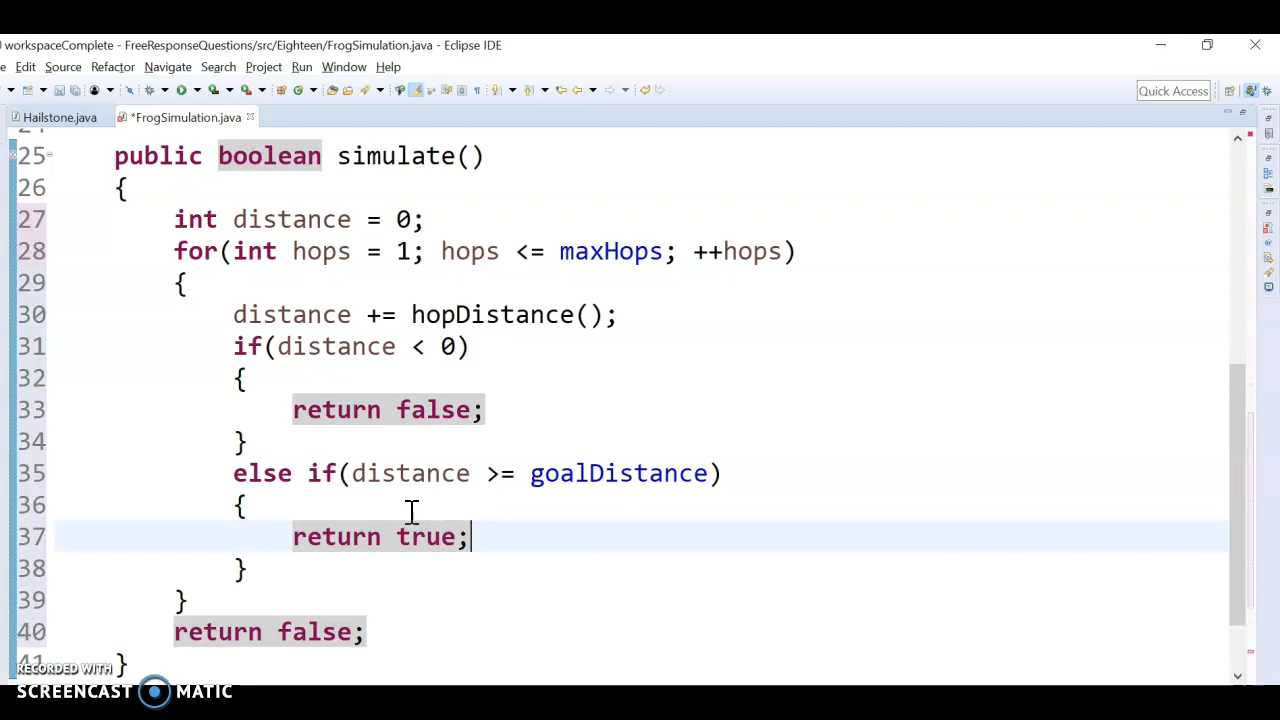 workspaceComplete - FreeResponseQuestions/src/Eighteen/FrogSimulation.java - Eclipse IDE
Edit Source Refactor Navigate Search Project Run Window Help
Quick Access
Hailstone.java *FrogSimulation.java
25 public boolean simulate()
26 {
27 int distance = 0;
28 for(int hops = 1; hops <= maxHops; ++hops)
29 {
30 distance += hopDistance();
31 if(distance < 0)
32 {
33 return false;
34 }
35 else if(distance >= goalDistance)
36 {
37 return true;
38 }
39 }
40 return false;
41 }
RECORDED WITH
SCREENCAST MATIC